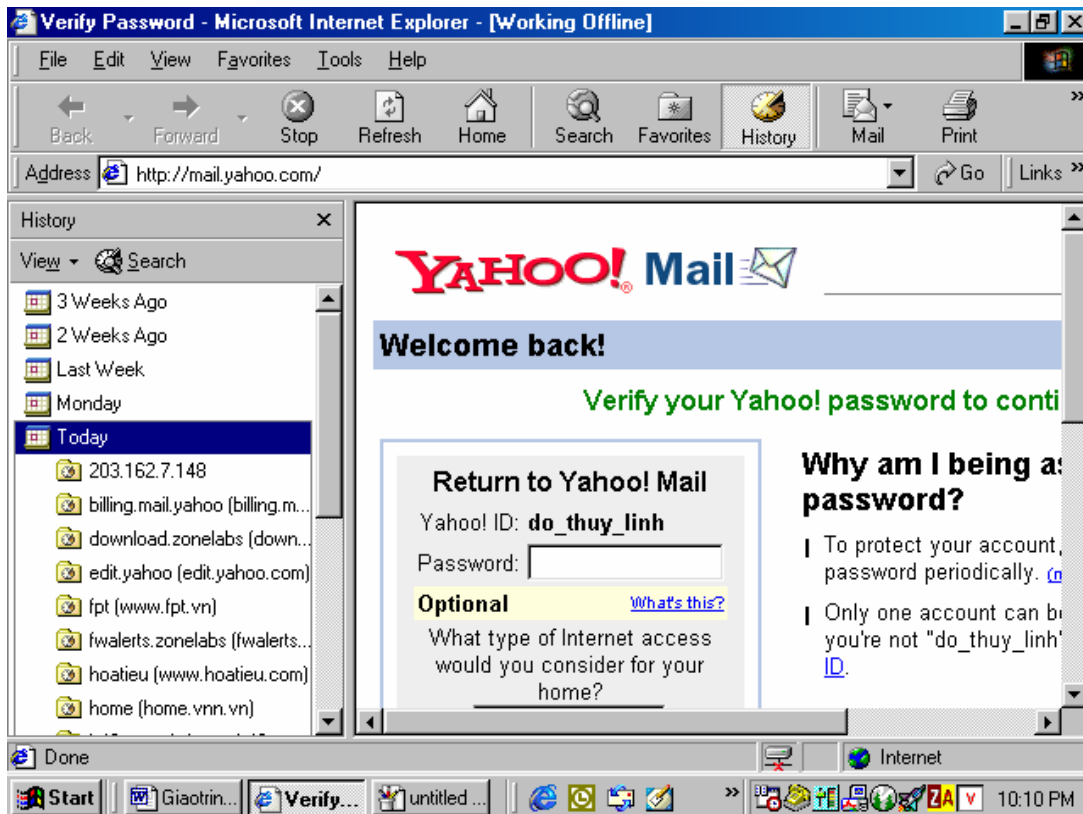 Verify Password - Microsoft Internet Explorer - [Working Offline]
File Edit View Favorites Tools Help
Back Forward Stop Refresh Home Search Favorites History Mail Print
Address http://mail.yahoo.com/ Go Links
History
View Search
3 Weeks Ago
2 Weeks Ago
Last Week
Monday
Today
203.162.7.148
billing.mail.yahoo (billing.m...
download.zonelabs (down...
edit.yahoo (edit.yahoo.com)
fpt (www.fpt.vn)
fwalerts.zonelabs (fwalerts...
hoatieu (www.hoatieu.com)
home (home.vnn.vn)
YAHOO!® Mail
Welcome back!
Verify your Yahoo! password to conti
Return to Yahoo! Mail
Yahoo! ID: do_thuy_linh
Password:
Optional What's this?
What type of Internet access
would you consider for your
home?
Why am I being as
password?
To protect your account,
password periodically.
Only one account can be
you're not "do_thuy_linh"
ID.
Done Internet
Start Giaotrin... Verify... untitled ... ZA V 10:10 PM